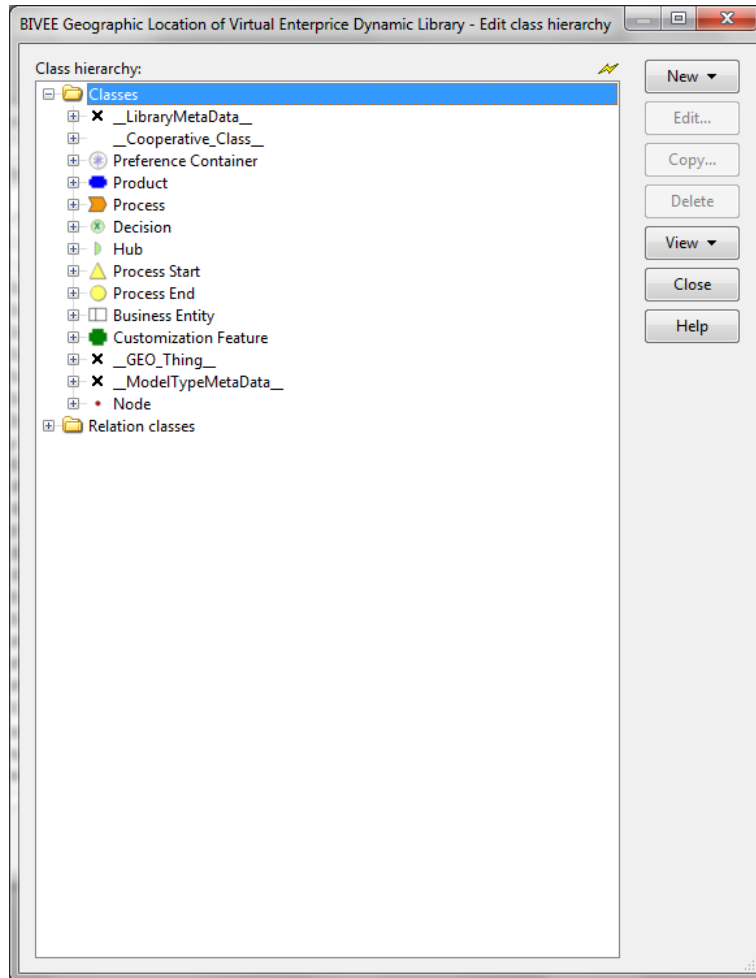 BIVEE Geographic Location of Virtual Enterprice Dynamic Library - Edit class hierarchy
Class hierarchy:
Classes
__LibraryMetaData__
__Cooperative_Class__
Preference Container
Product
Process
Decision
Hub
Process Start
Process End
Business Entity
Customization Feature
__GEO_Thing__
__ModelTypeMetaData__
Node
Relation classes
New
Edit...
Copy...
Delete
View
Close
Help